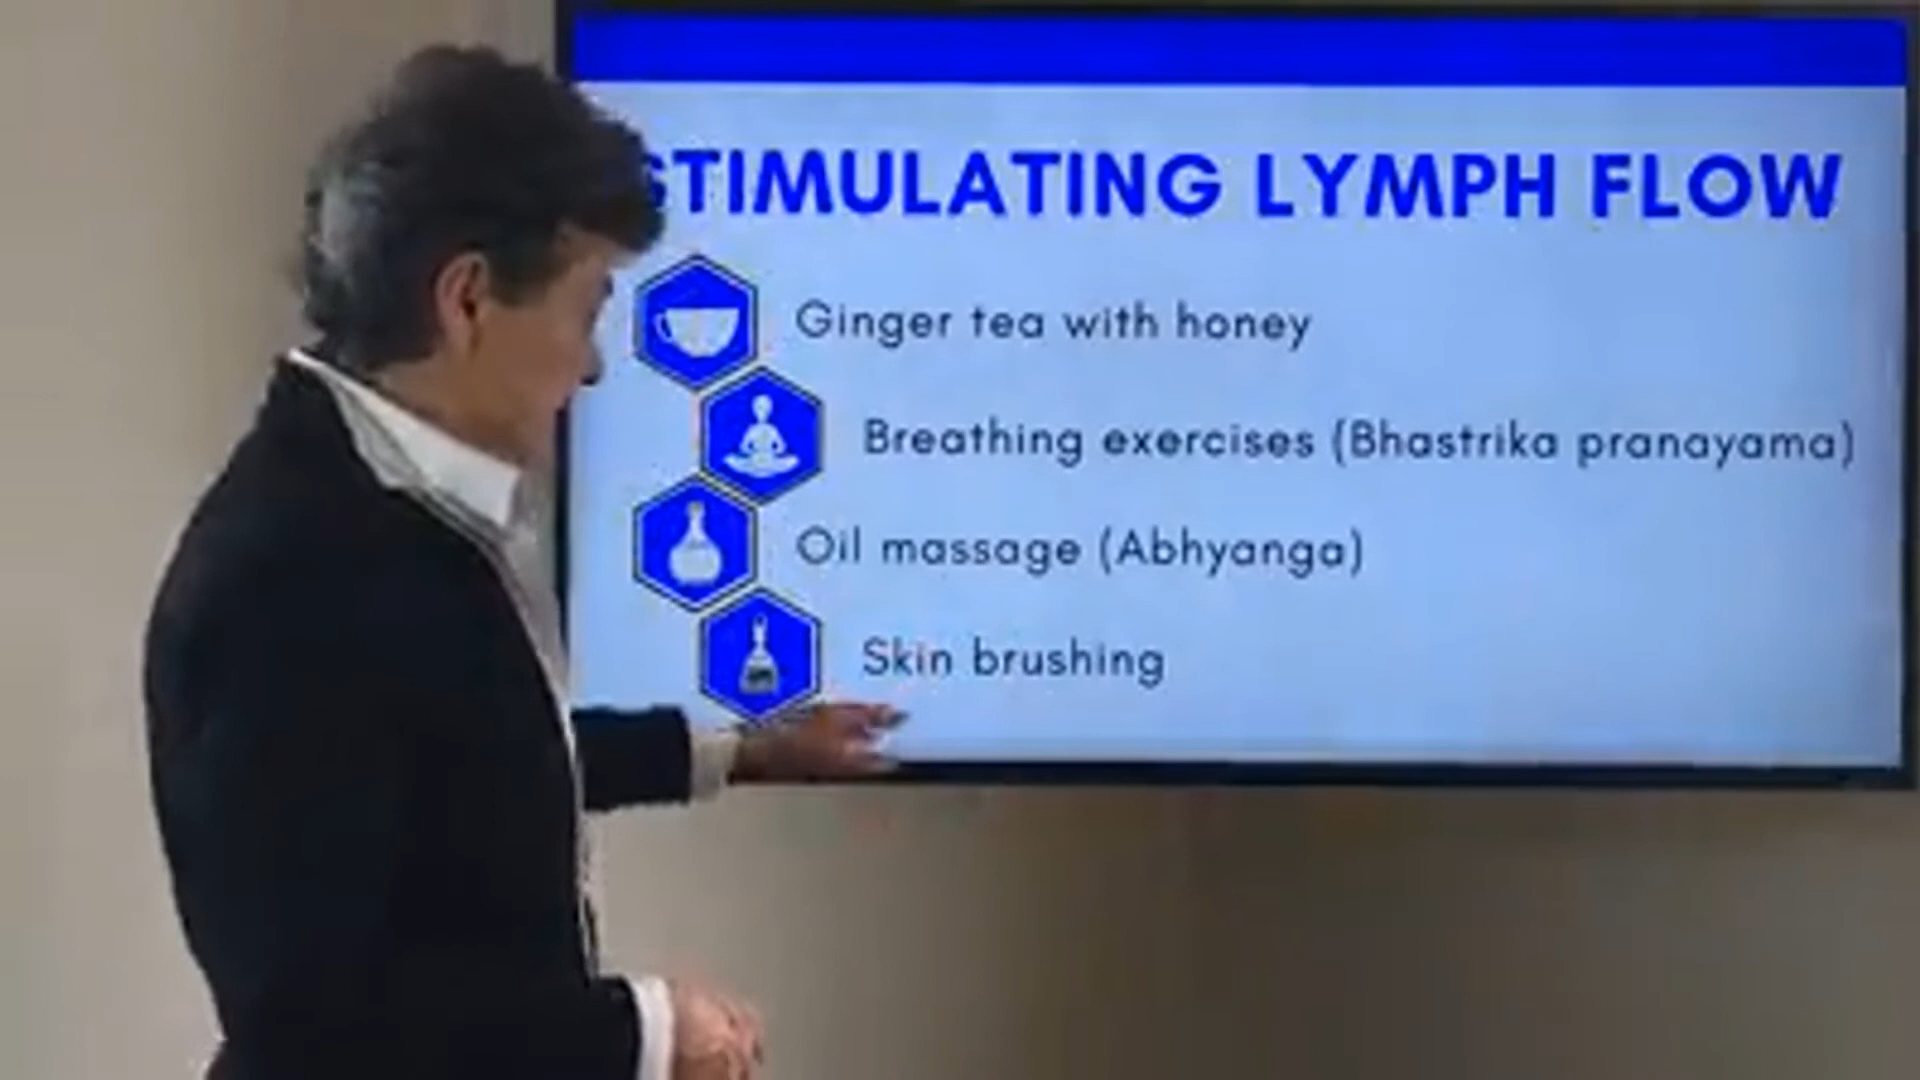 STIMULATING LYMPH FLOW
Ginger tea with honey
Breathing exercises (Bhastrika pranayama)
Oil massage (Abhyanga)
Skin brushing